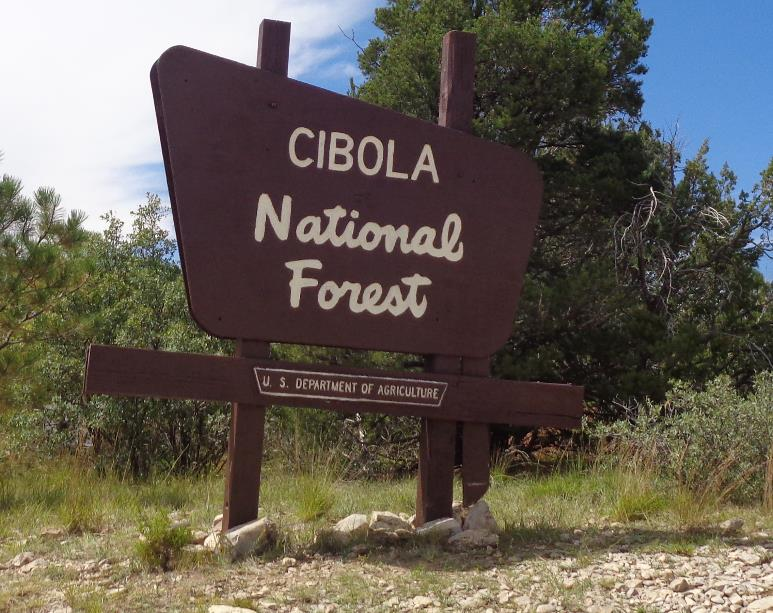 CIBOLA
National
Forest
U. S. DEPARTMENT OF AGRICULTURE